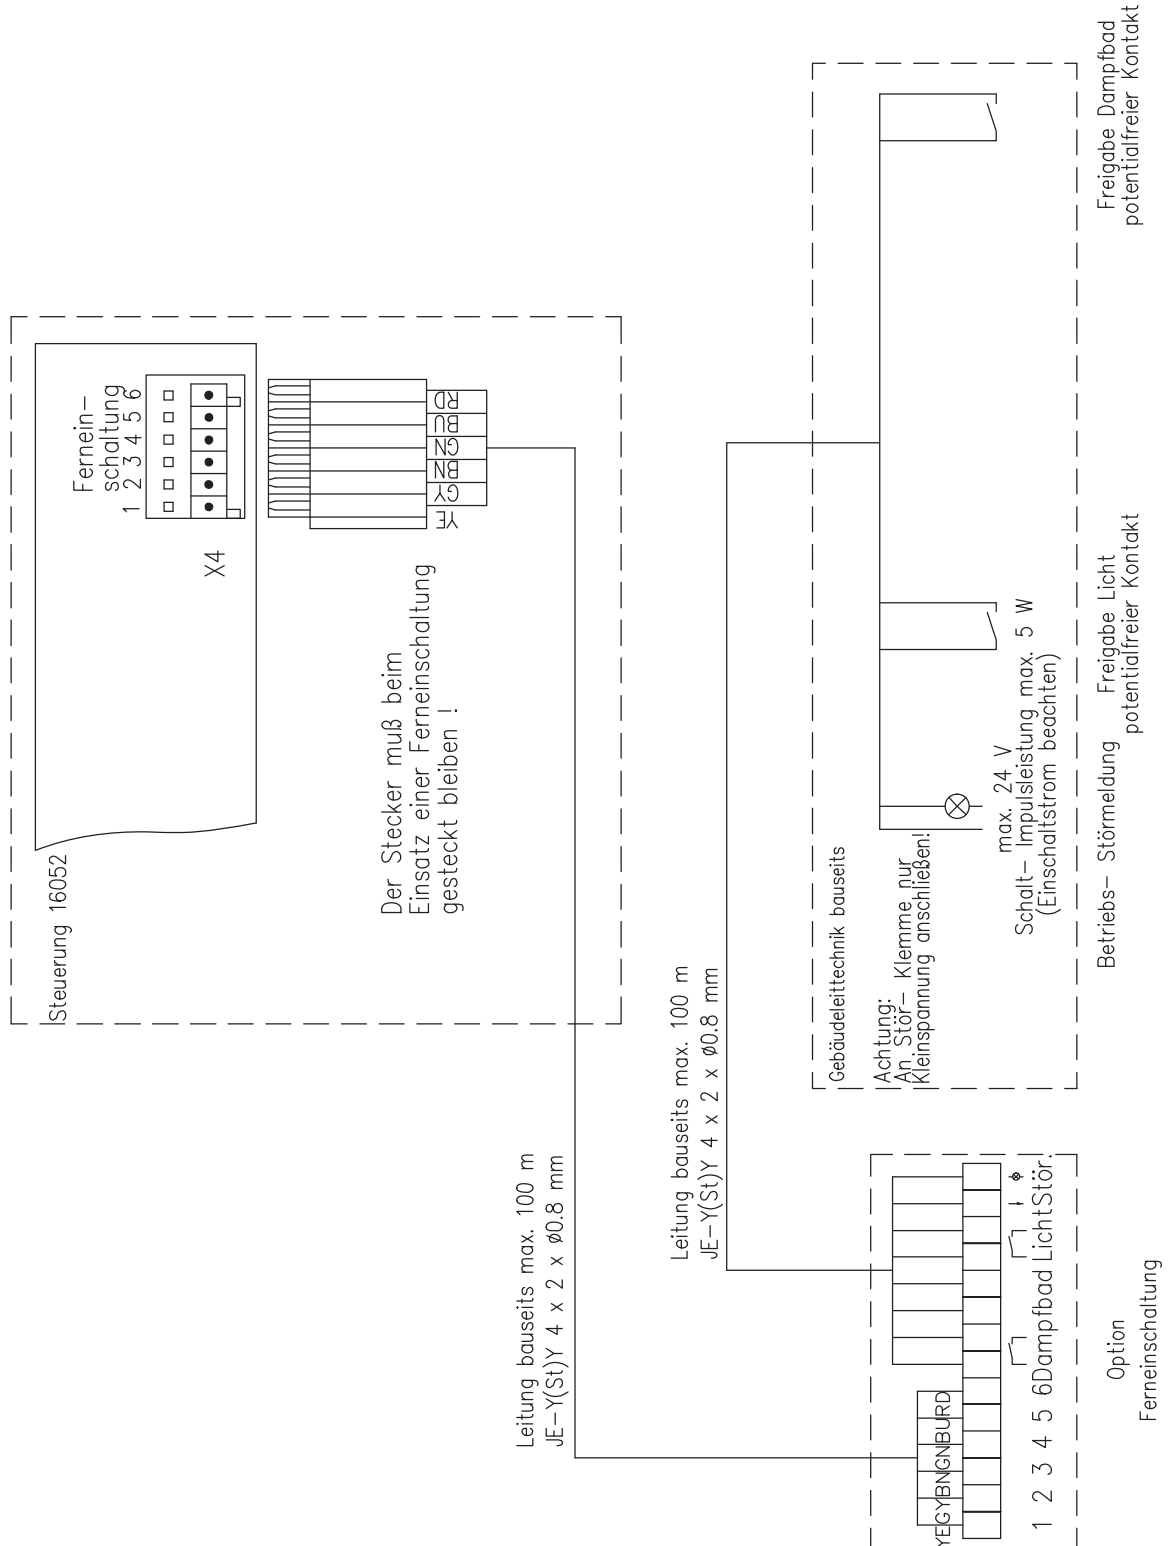 Steuerung 16052
Fernein-
schaltung
1 2 3 4 5 6
X4
YE
GY
BN
GN
BU
RD
Der Stecker muß beim
Einsatz einer Ferneinschaltung
gesteckt bleiben !
Leitung bauseits max. 100 m
JE-Y(St)Y 4 x 2 x ø0.8 mm
Leitung bauseits max. 100 m
JE-Y(St)Y 4 x 2 x ø0.8 mm
Gebäudeleittechnik bauseits
Achtung:
An Stör- Klemme nur
Kleinspannung anschließen!
max. 24 V
Schalt- Impulsleistung max. 5 W
(Einschaltstrom beachten)
Betriebs- Störmeldung
Freigabe Licht
potentialfreier Kontakt
Freigabe Dampfbad
potentialfreier Kontakt
YE GY BN GN BU RD
1 2 3 4 5 6 Dampfbad Licht Stör.
Option
Ferneinschaltung